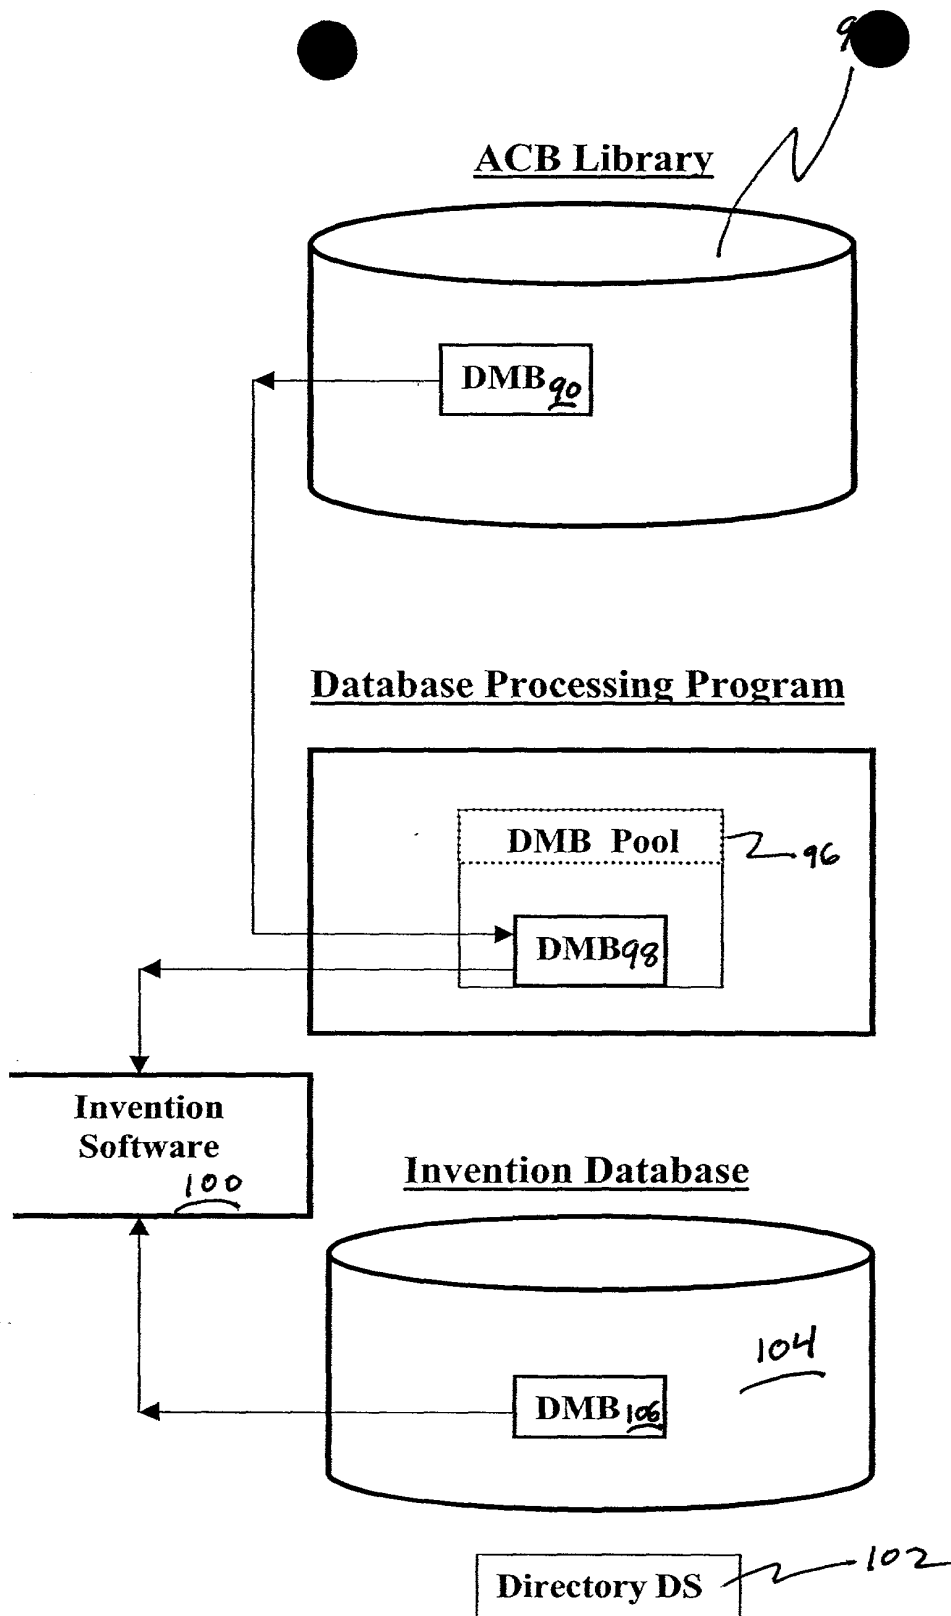 ACB Library
DMB 90
Database Processing Program
DMB Pool
96
DMB 98
Invention
Software
100
Invention Database
104
DMB 106
Directory DS
102